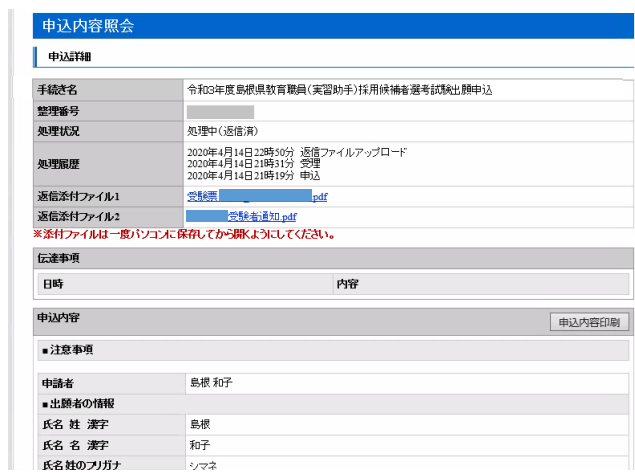 申込内容照会
申込詳細
手続き名 令和3年度島根県教育職員(実習助手)採用候補者選考試験出願申込
整理番号
処理状況 処理中(返信済)
処理履歴 2020年4月14日22時50分 返信ファイルアップロード
2020年4月14日21時31分 受理
2020年4月14日21時19分 申込
返信添付ファイル1 受験票 pdf
返信添付ファイル2 受験者通知.pdf
※添付ファイルは一度パソコンに保存してから開くようにしてください。
伝達事項
日時 内容
申込内容 申込内容印刷
■注意事項
申請者 島根 和子
■出願者の情報
氏名 姓 漢字 島根
氏名 名 漢字 和子
氏名 姓のフリガナ シマネ